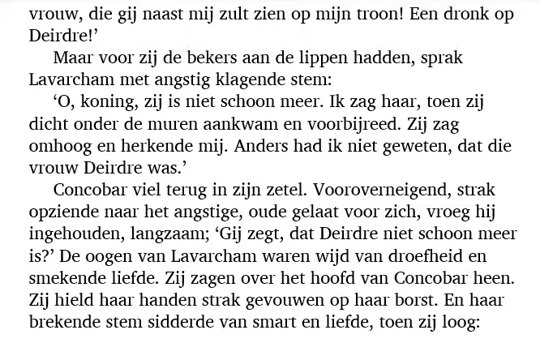 vrouw, die gij naast mij zult zien op mijn troon! Een dronk op
Deirdre!’
Maar voor zij de bekers aan de lippen hadden, sprak
Lavarcham met angstig klagende stem:
‘O, koning, zij is niet schoon meer. Ik zag haar, toen zij
dicht onder de muren aankwam en voorbijreed. Zij zag
omhoog en herkende mij. Anders had ik niet geweten, dat die
vrouw Deirdre was.’
Concobar viel terug in zijn zetel. Vooroverneigend, strak
opziende naar het angstige, oude gelaat voor zich, vroeg hij
ingehouden, langzaam; ‘Gij zegt, dat Deirdre niet schoon meer
is?’ De oogen van Lavarcham waren wijd van droefheid en
smekende liefde. Zij zagen over het hoofd van Concobar heen.
Zij hield haar handen strak gevouwen op haar borst. En haar
brekende stem sidderde van smart en liefde, toen zij loog: